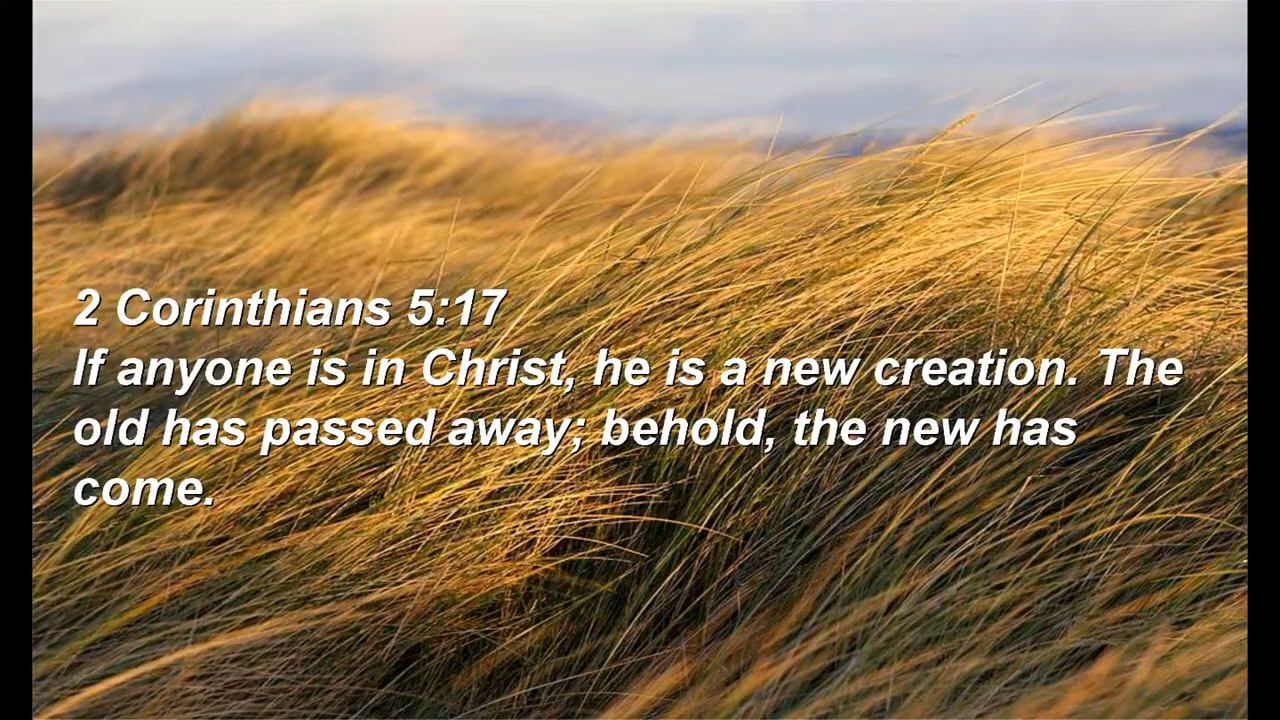 2 Corinthians 5:17
If anyone is in Christ, he is a new creation. The
old has passed away; behold, the new has
come.